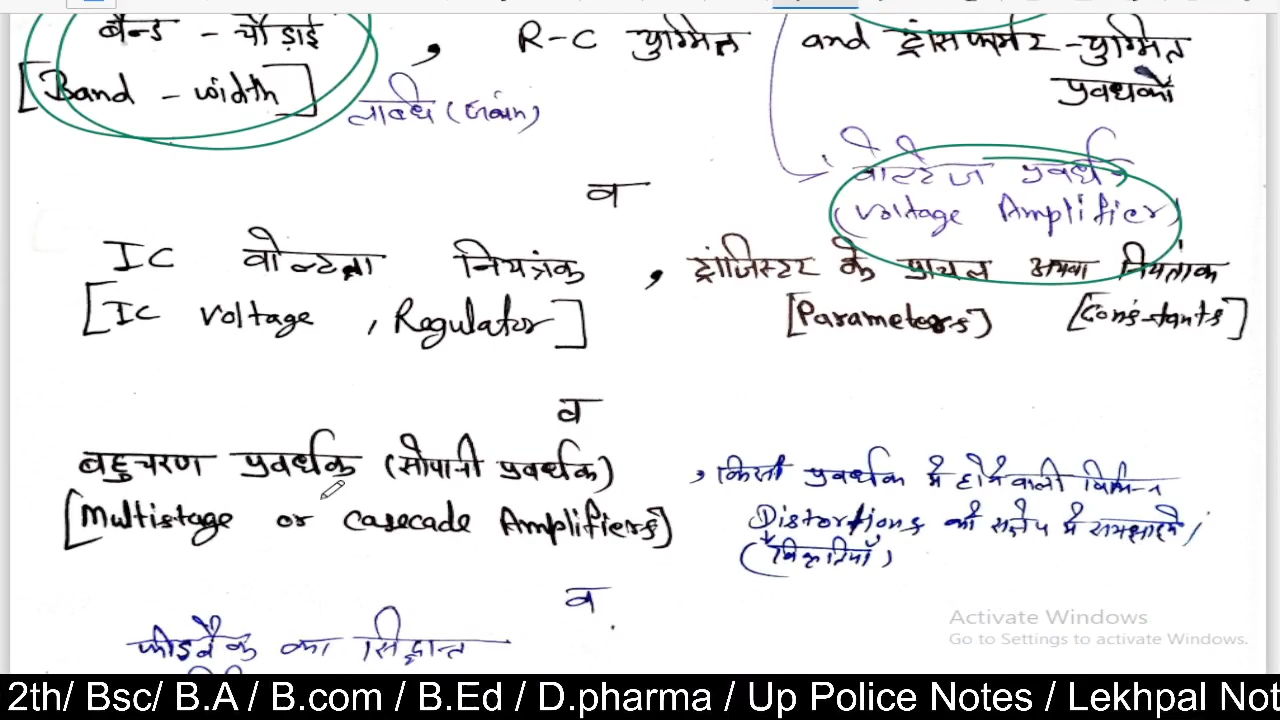 बैन्ड - चौड़ाई , R-C युग्मित and ट्रांसफार्मर -युग्मित
[Band - width] लाब्धि (Gain) प्रवर्धकों
वोल्टेज प्रवर्धक
(Voltage Amplifier)
व
IC वोल्टता नियंत्रक , ट्रांजिस्टर के प्राचल अथवा नियतांक
[IC voltage , Regulator] [Parameters] [Constants]
व
बहुचरण प्रवर्धक (सोपानी प्रवर्धक) , किसी प्रवर्धक में होने वाली विभिन्न
[Multistage or Casecade Amplifiers] Distortions को संक्षेप में समझाइये।
(विकृतियाँ)
व
फीडबैक का सिद्धान्त
Activate Windows
Go to Settings to activate Windows.
2th/ Bsc/ B.A / B.com / B.Ed / D.pharma / Up Police Notes / Lekhpal Not